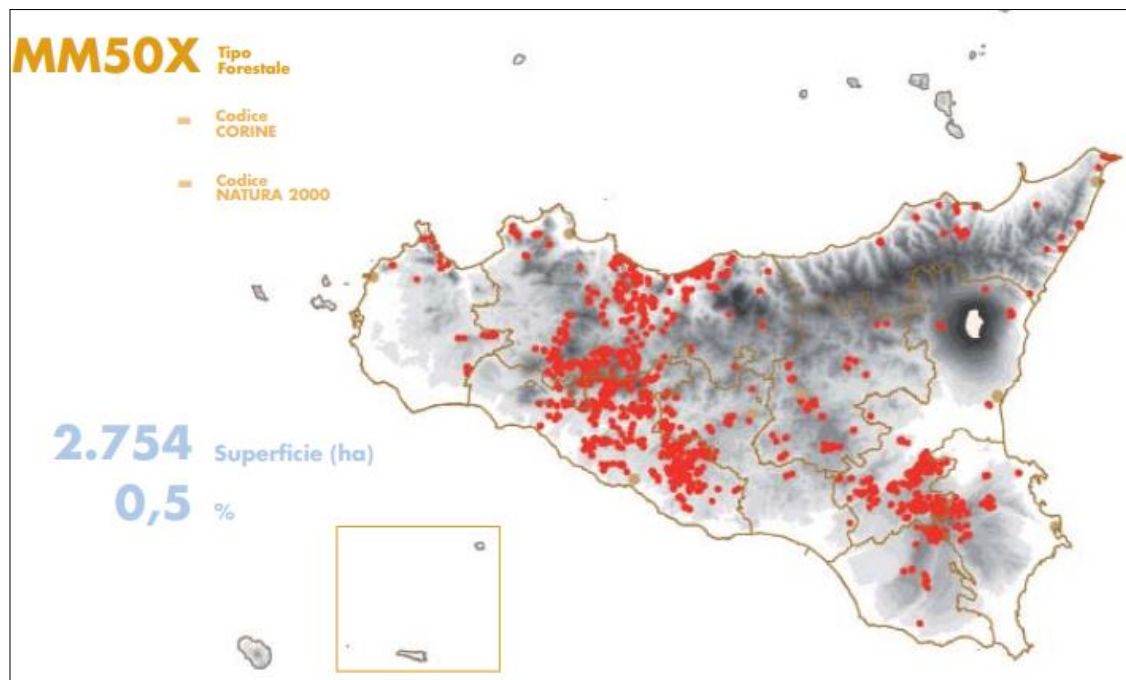 MM50X Tipo
Forestale
- Codice
CORINE
- Codice
NATURA 2000
2.754 Superficie (ha)
0,5 %